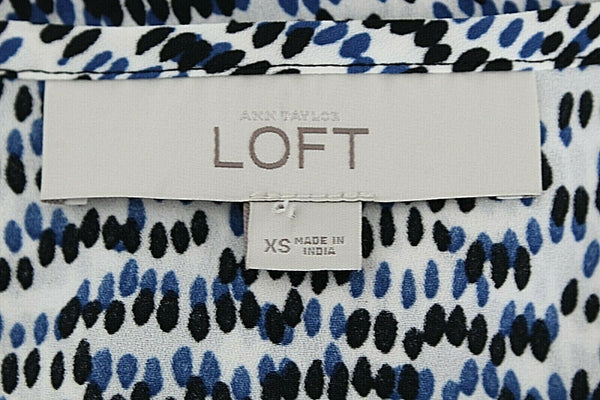 ANN TAYLOR
LOFT
XS MADE IN
INDIA